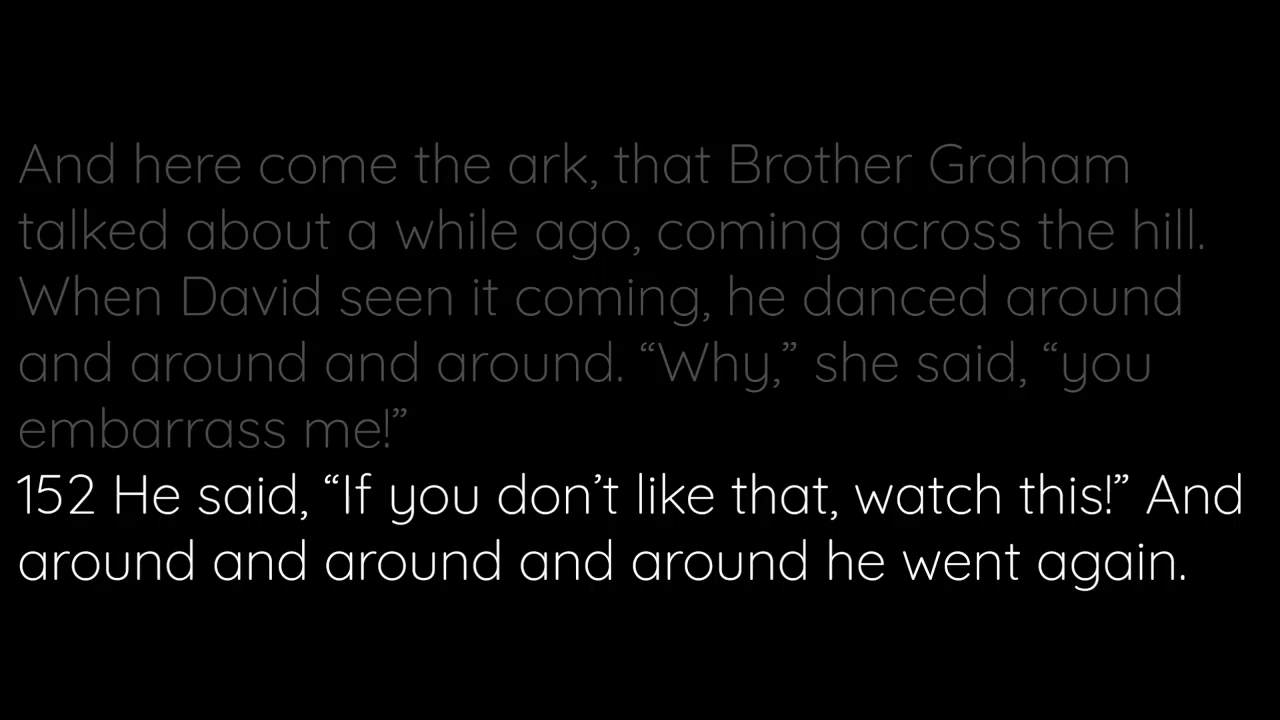 And here come the ark, that Brother Graham
talked about a while ago, coming across the hill.
When David seen it coming, he danced around
and around and around. “Why,” she said, “you
embarrass me!”
152 He said, “If you don’t like that, watch this!” And
around and around and around he went again.